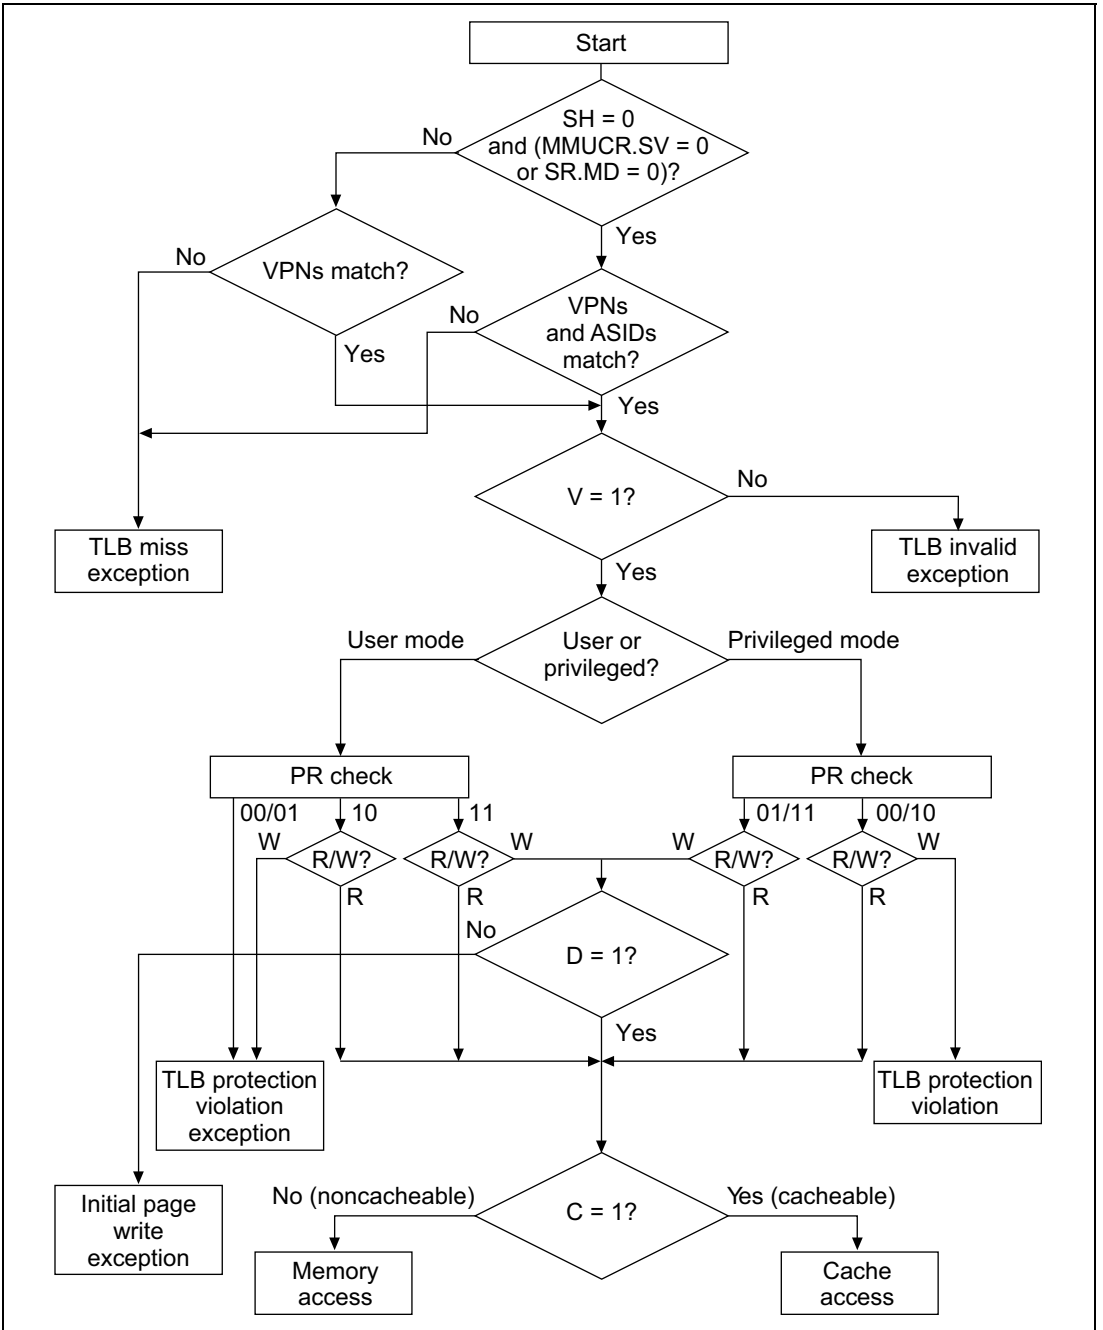 Start
SH = 0
and (MMUCR.SV = 0
or SR.MD = 0)?
No
Yes
VPNs match?
No
Yes
VPNs
and ASIDs
match?
No
Yes
V = 1?
No
Yes
TLB miss
exception
TLB invalid
exception
User or
privileged?
User mode
Privileged mode
PR check
PR check
00/01
10
11
01/11
00/10
W
R/W?
R/W?
W
W
R/W?
R/W?
W
R
R
R
R
No
D = 1?
Yes
TLB protection
violation
exception
TLB protection
violation
Initial page
write
exception
No (noncacheable)
C = 1?
Yes (cacheable)
Memory
access
Cache
access